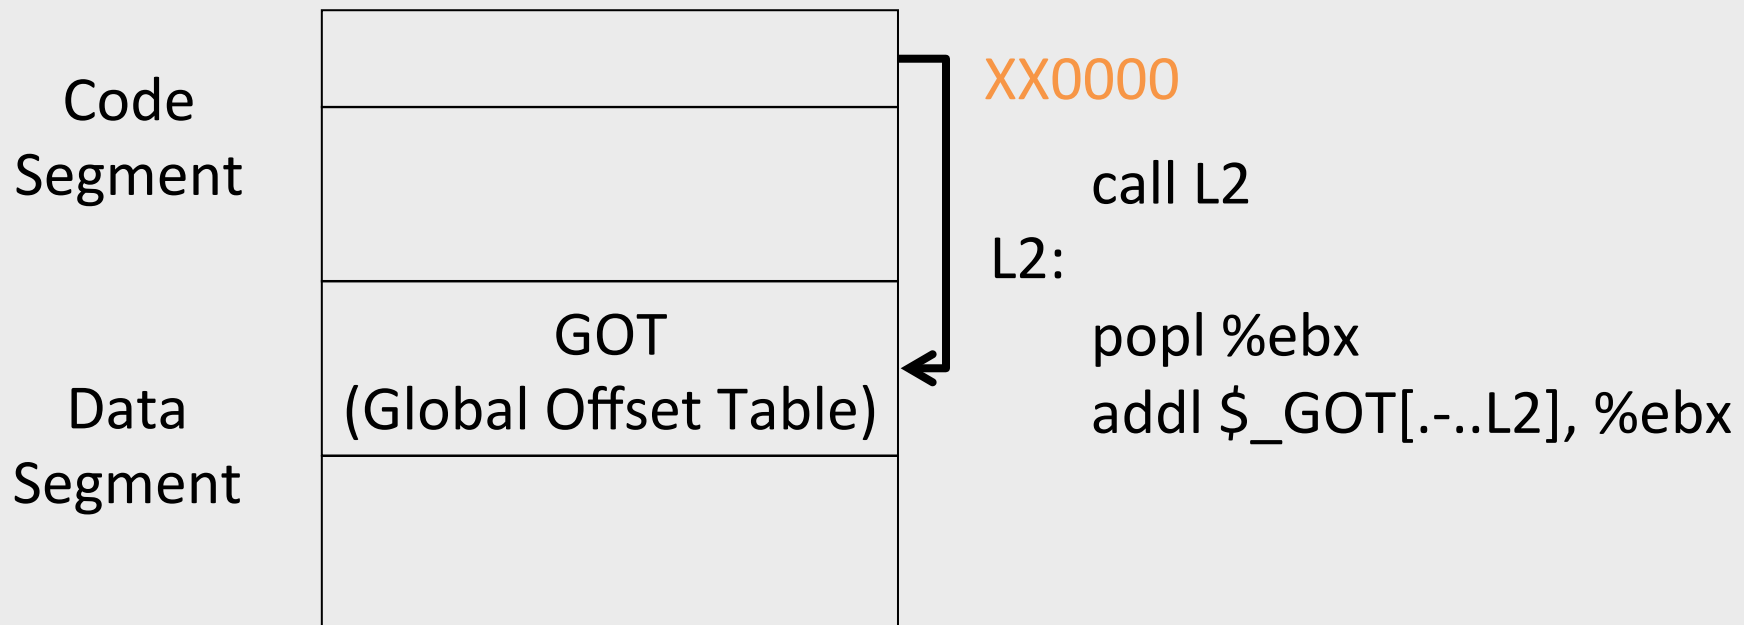 Code
Segment
GOT
(Global Offset Table)
Data
Segment
XX0000
call L2
L2:
popl %ebx
addl $_GOT[.-..L2], %ebx